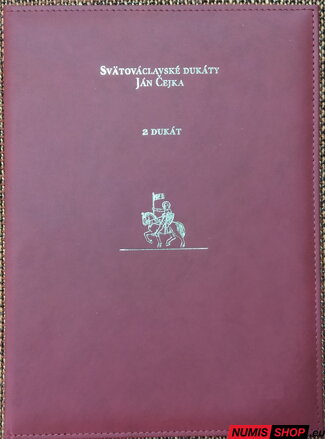 Svätováclavské dukáty
Ján Čejka
2 dukát
NUMIS SHOP.eu